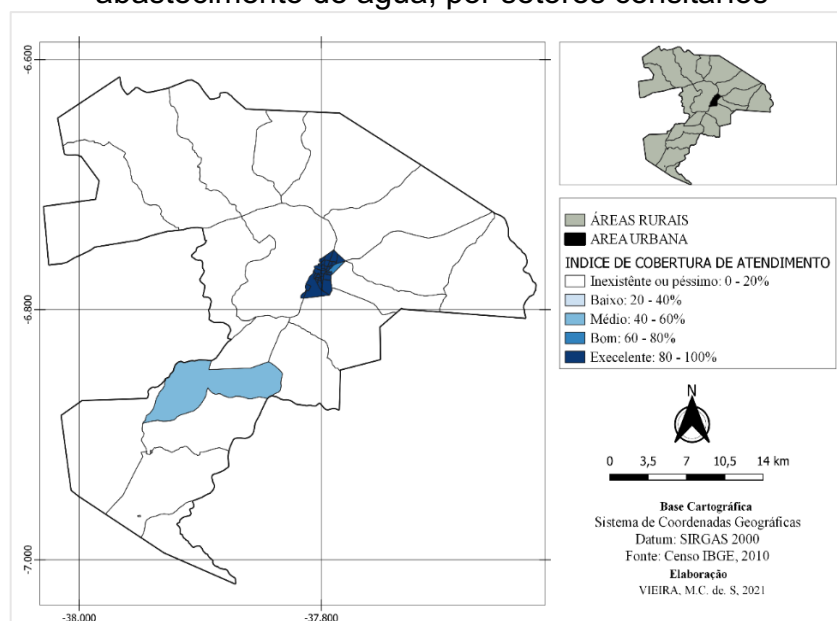 abastecimento de água, por setores censitários
-6.600
-6.800
-7.000
-38.000
-37.800
ÁREAS RURAIS
AREA URBANA
INDICE DE COBERTURA DE ATENDIMENTO
Inexistênte ou péssimo: 0 - 20%
Baixo: 20 - 40%
Médio: 40 - 60%
Bom: 60 - 80%
Execelente: 80 - 100%
N
0 3,5 7 10,5 14 km
Base Cartográfica
Sistema de Coordenadas Geográficas
Datum: SIRGAS 2000
Fonte: Censo IBGE, 2010
Elaboração
VIEIRA, M.C. de. S, 2021